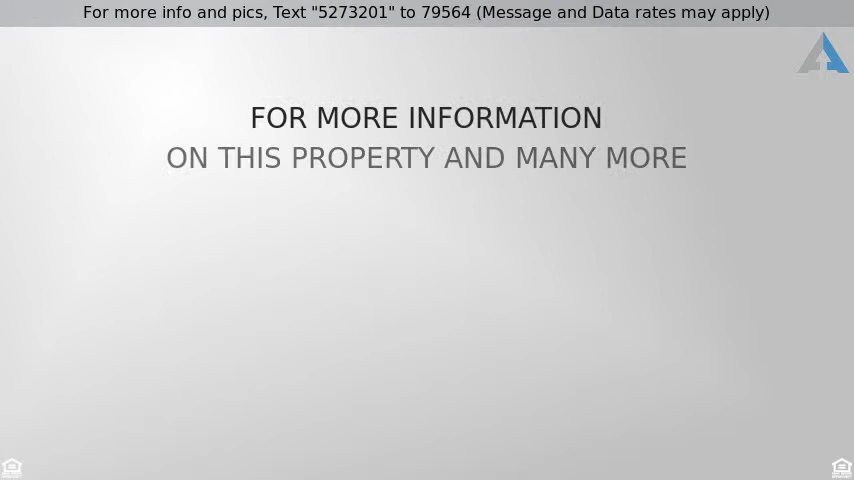 For more info and pics, Text "5273201" to 79564 (Message and Data rates may apply)
FOR MORE INFORMATION
ON THIS PROPERTY AND MANY MORE